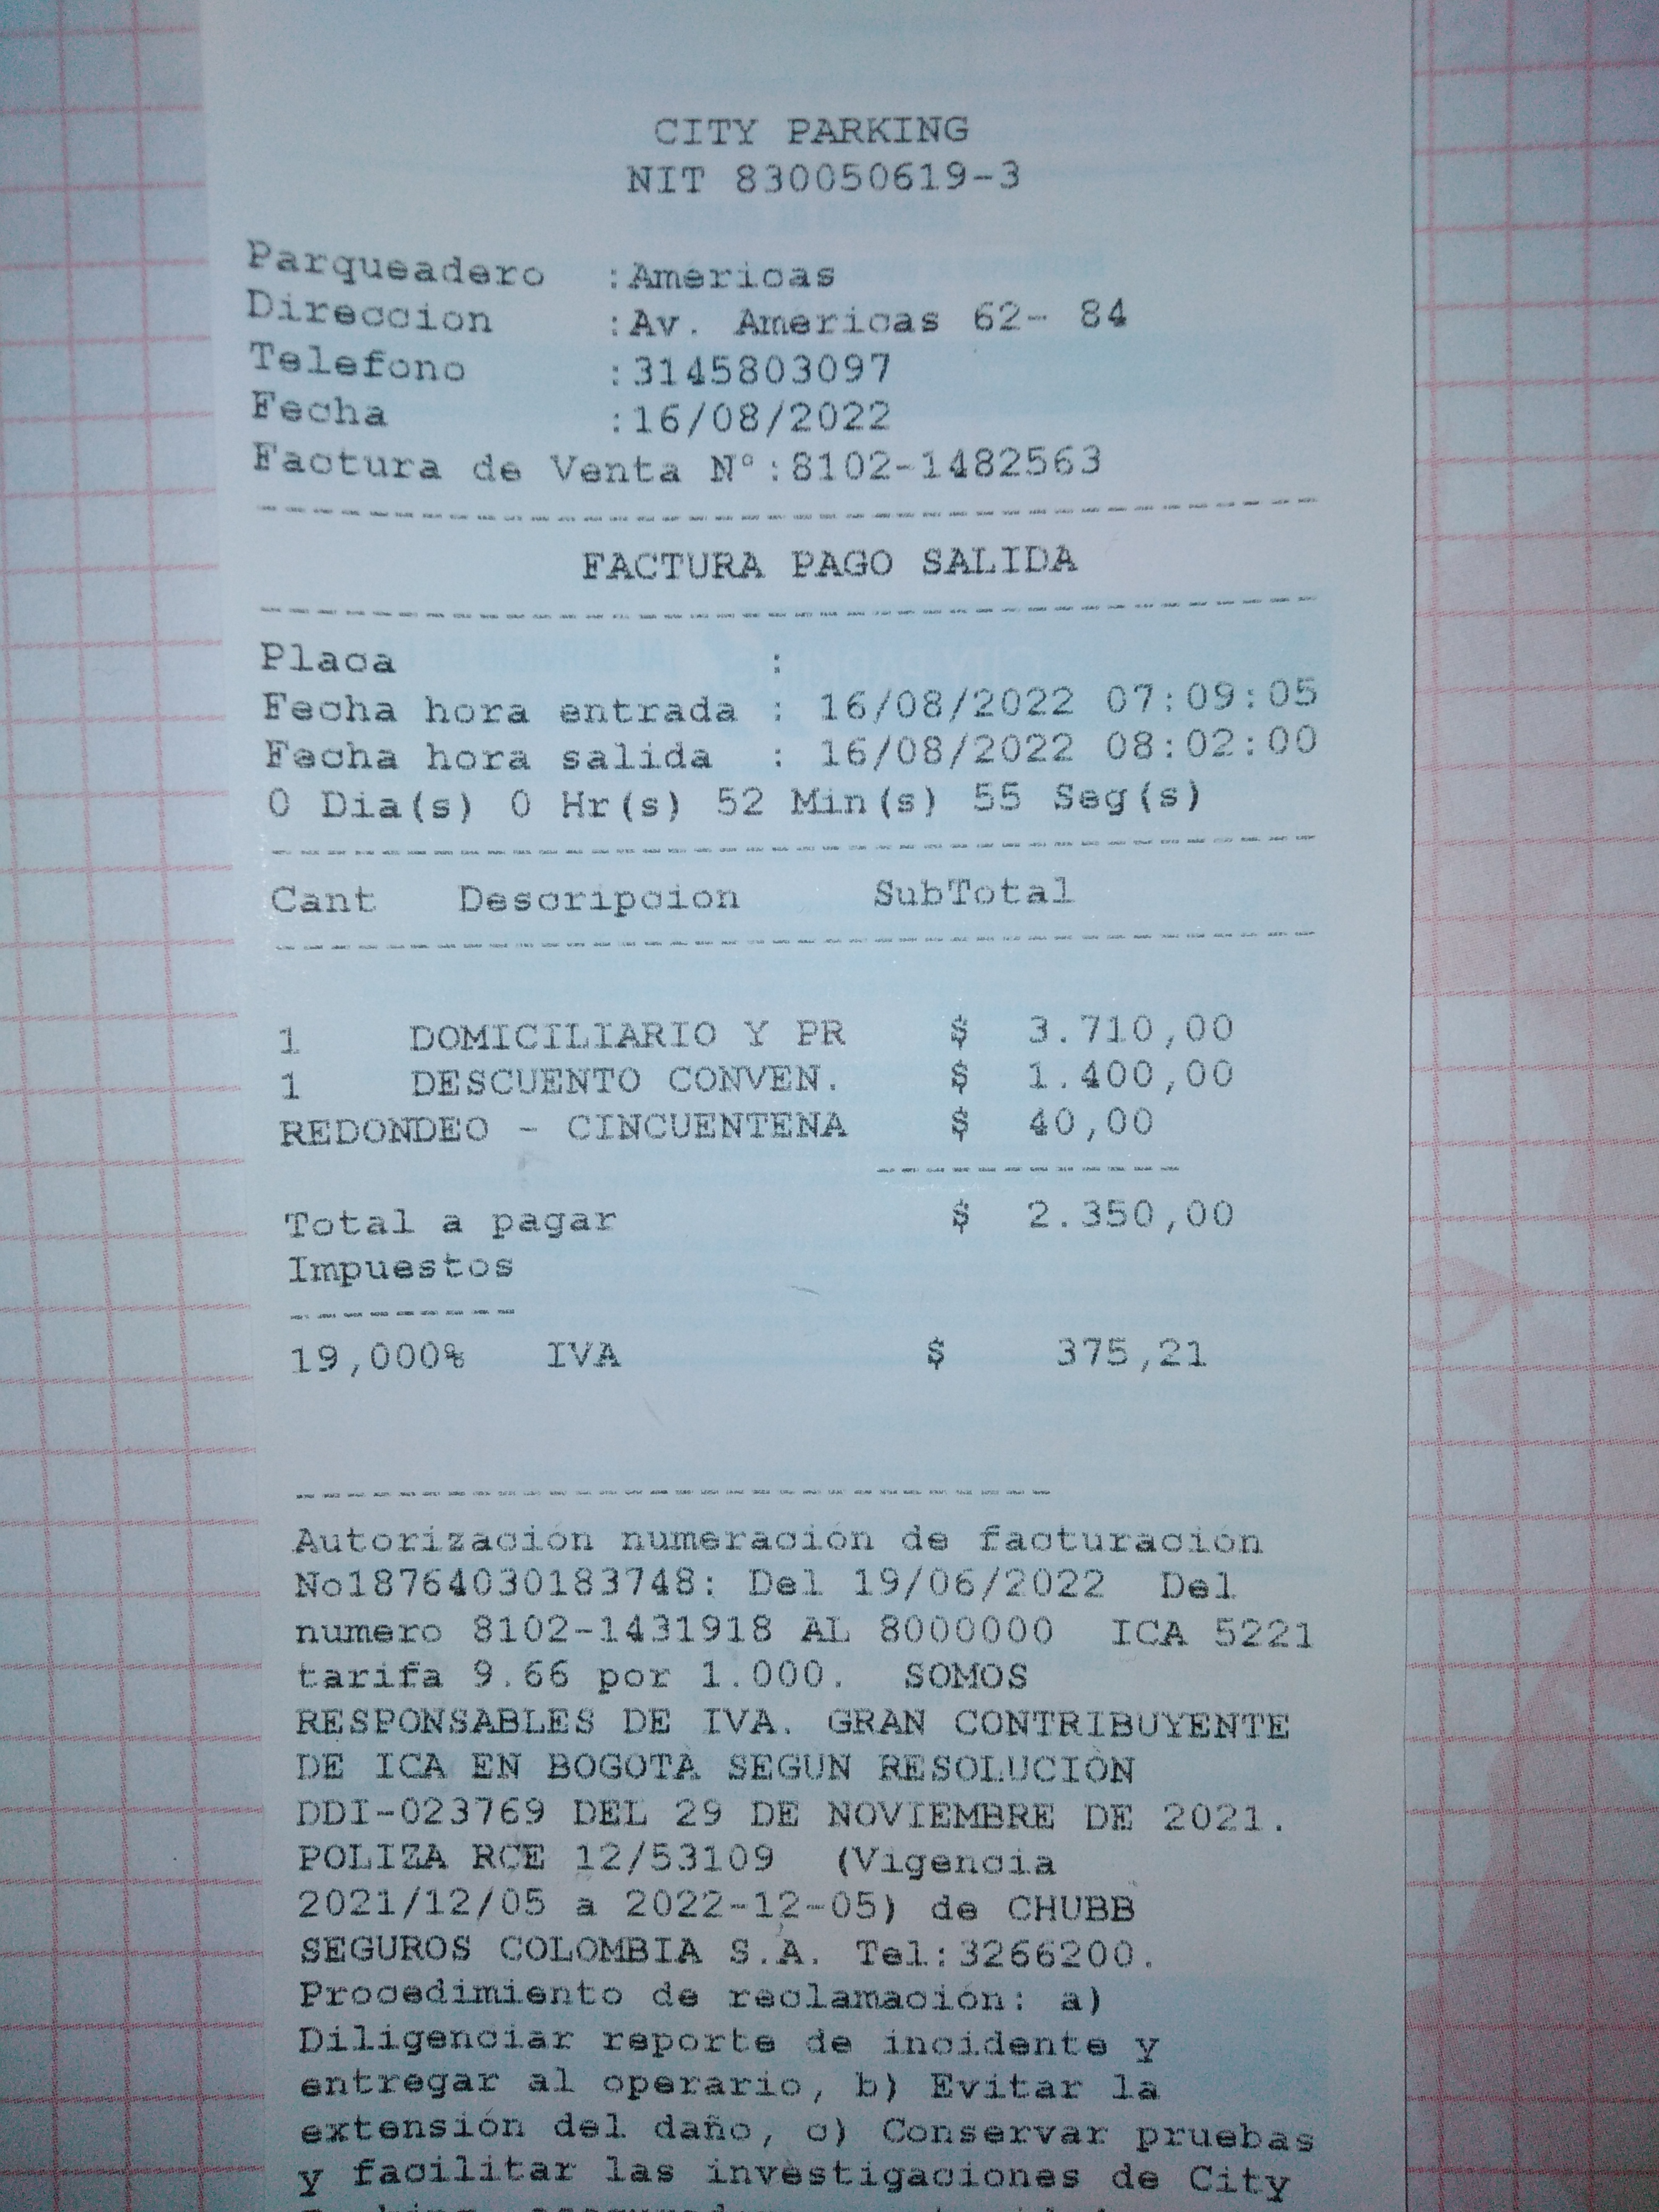 CITY PARKING
NIT 830050619-3
Parqueadero :Americas
Direccion :Av. Americas 62- 84
Telefono :3145803097
Fecha :16/08/2022
Factura de Venta Nº:8102-1482563
FACTURA PAGO SALIDA
Placa :
Fecha hora entrada : 16/08/2022 07:09:05
Fecha hora salida : 16/08/2022 08:02:00
0 Dia(s) 0 Hr(s) 52 Min(s) 55 Seg(s)
Cant Descripcion SubTotal
1 DOMICILIARIO Y PR $ 3.710,00
1 DESCUENTO CONVEN. $ 1.400,00
REDONDEO - CINCUENTENA $ 40,00
Total a pagar $ 2.350,00
Impuestos
19,000% IVA $ 375,21
Autorización numeración de facturación
No18764030183748: Del 19/06/2022 Del
numero 8102-1431918 AL 8000000 ICA 5221
tarifa 9.66 por 1.000. SOMOS
RESPONSABLES DE IVA. GRAN CONTRIBUYENTE
DE ICA EN BOGOTÀ SEGUN RESOLUCIÒN
DDI-023769 DEL 29 DE NOVIEMBRE DE 2021.
POLIZA RCE 12/53109 (Vigencia
2021/12/05 a 2022-12-05) de CHUBB
SEGUROS COLOMBIA S.A. Tel:3266200.
Procedimiento de reclamación: a)
Diligenciar reporte de incidente y
entregar al operario, b) Evitar la
extensión del daño, c) Conservar pruebas
y facilitar las investigaciones de City